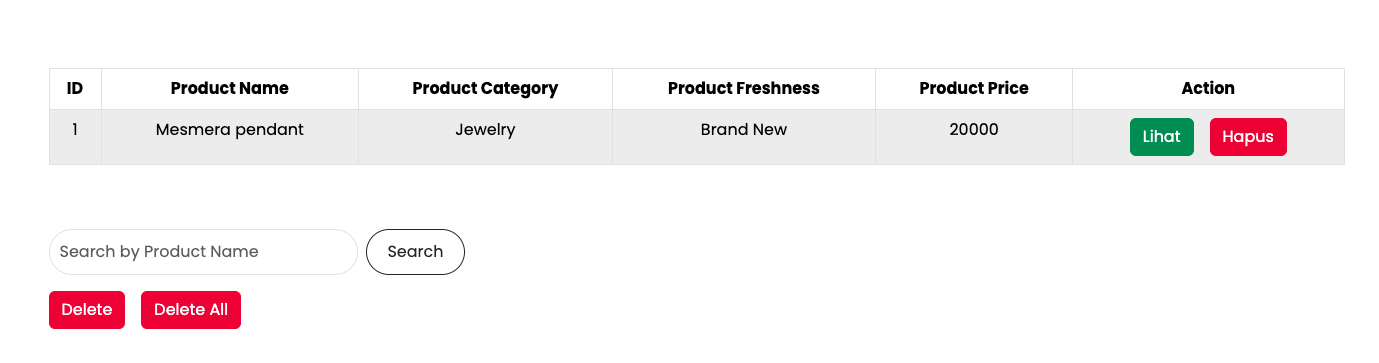 ID Product Name Product Category Product Freshness Product Price Action
1 Mesmera pendant Jewelry Brand New 20000 Lihat Hapus
Search by Product Name Search
Delete Delete All